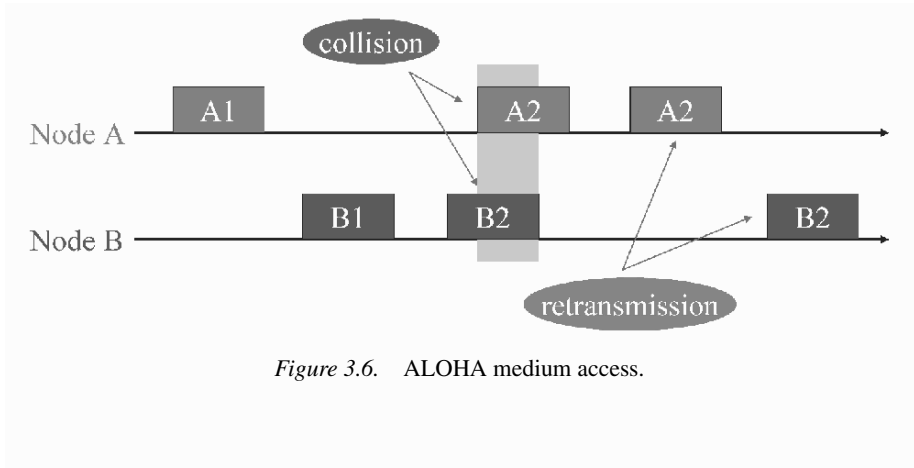 collision
A1
A2
A2
Node A
B1
B2
B2
Node B
retransmission
Figure 3.6. ALOHA medium access.